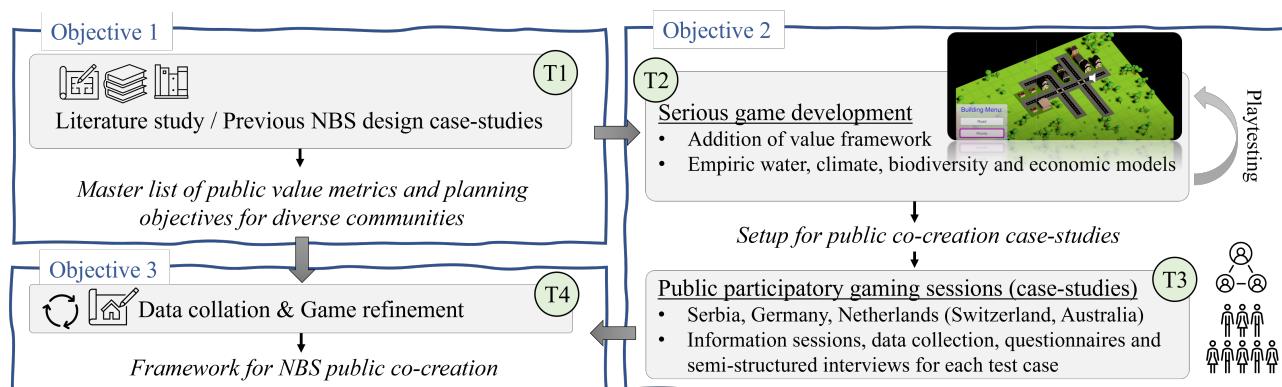 Objective 1
T1
Literature study / Previous NBS design case-studies
Master list of public value metrics and planning
objectives for diverse communities
Objective 2
T2
Serious game development
• Addition of value framework
• Empiric water, climate, biodiversity and economic models
Building Menu:
Road
House
Playtesting
Setup for public co-creation case-studies
T3
Public participatory gaming sessions (case-studies)
• Serbia, Germany, Netherlands (Switzerland, Australia)
• Information sessions, data collection, questionnaires and
semi-structured interviews for each test case
Objective 3
T4
Data collation & Game refinement
Framework for NBS public co-creation